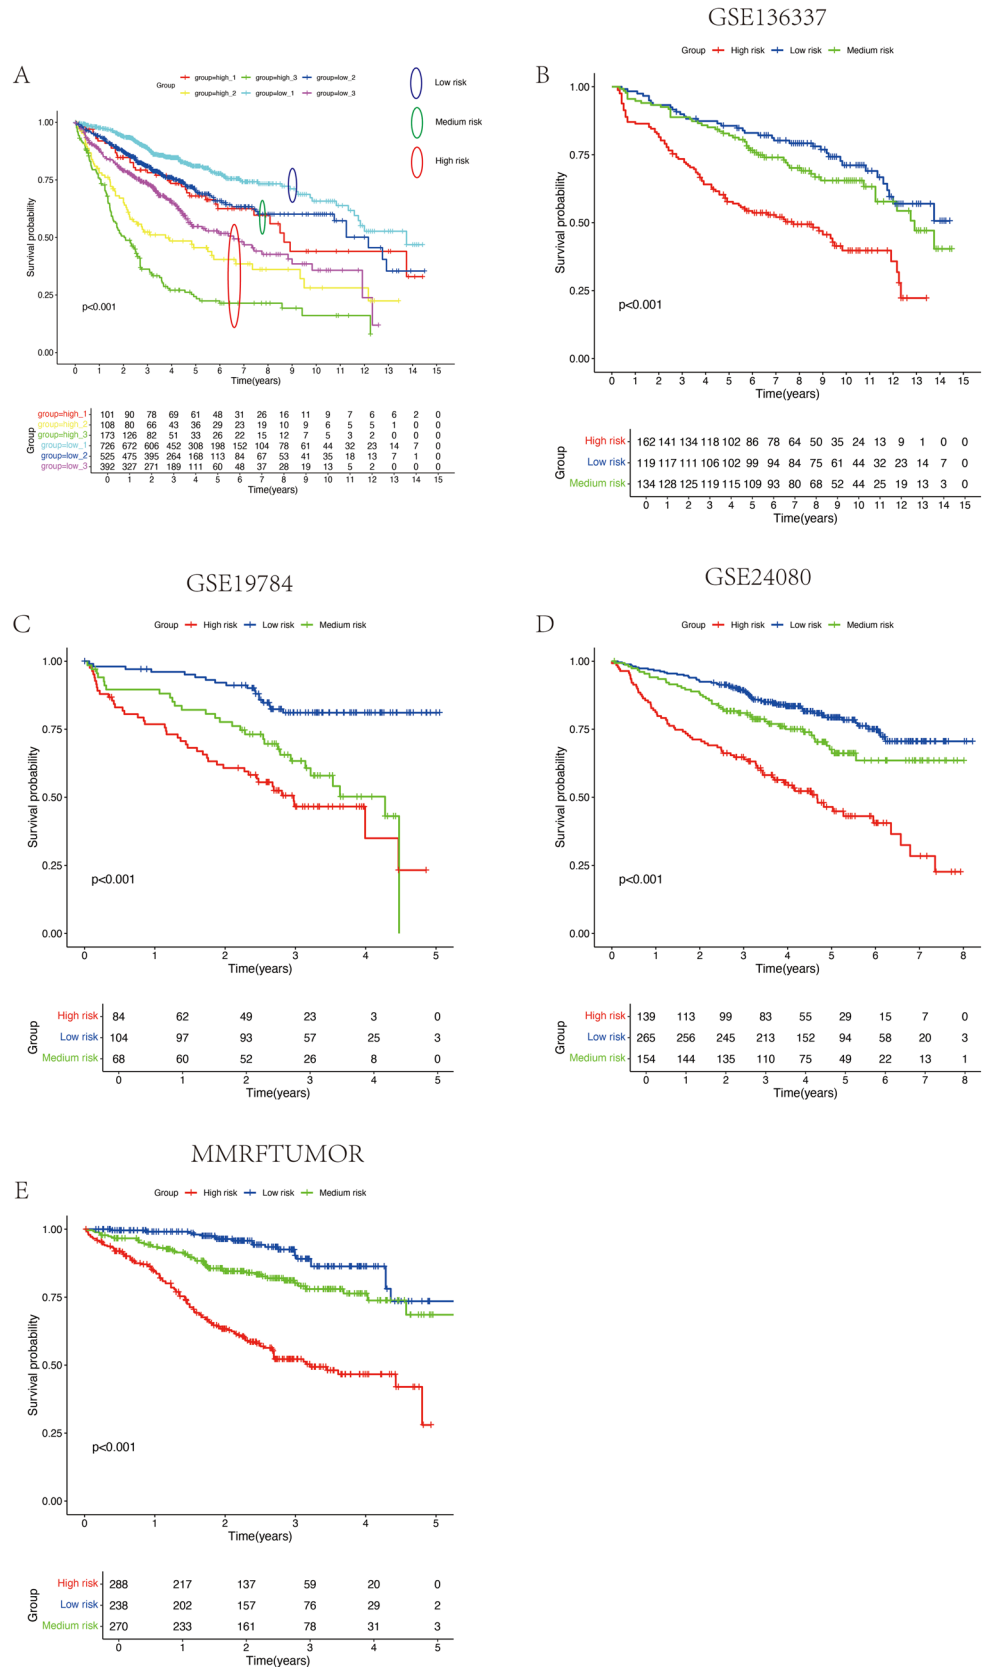 GSE136337
A
Group group=high_1 group=high_3 group=low_2
group=high_2 group=low_1 group=low_3
Low risk
Medium risk
High risk
Survival probability
1.00
0.75
0.50
0.25
0.00
p<0.001
0 1 2 3 4 5 6 7 8 9 10 11 12 13 14 15
Time(years)
Group
group=high_1 101 90 78 69 61 48 31 26 16 11 9 7 6 6 2 0
group=high_2 108 80 66 43 36 29 23 19 10 9 6 5 5 1 0 0
group=high_3 173 126 82 51 33 26 22 15 12 7 5 3 2 0 0 0
group=low_1 726 672 606 452 308 198 152 104 78 61 44 32 23 14 7 0
group=low_2 525 475 395 264 168 113 84 67 53 41 35 18 13 7 1 0
group=low_3 392 327 271 189 111 60 48 37 28 19 13 5 2 0 0 0
0 1 2 3 4 5 6 7 8 9 10 11 12 13 14 15
Time(years)
B
Group High risk Low risk Medium risk
Survival probability
1.00
0.75
0.50
0.25
0.00
p<0.001
0 1 2 3 4 5 6 7 8 9 10 11 12 13 14 15
Time(years)
Group
High risk 162 141 134 118 102 86 78 64 50 35 24 13 9 1 0 0
Low risk 119 117 111 106 102 99 94 84 75 61 44 32 23 14 7 0
Medium risk 134 128 125 119 115 109 93 80 68 52 44 25 19 13 3 0
0 1 2 3 4 5 6 7 8 9 10 11 12 13 14 15
Time(years)
GSE19784
C
Group High risk Low risk Medium risk
Survival probability
1.00
0.75
0.50
0.25
0.00
p<0.001
0 1 2 3 4 5
Time(years)
Group
High risk 84 62 49 23 3 0
Low risk 104 97 93 57 25 3
Medium risk 68 60 52 26 8 0
0 1 2 3 4 5
Time(years)
GSE24080
D
Group High risk Low risk Medium risk
Survival probability
1.00
0.75
0.50
0.25
0.00
p<0.001
0 1 2 3 4 5 6 7 8
Time(years)
Group
High risk 139 113 99 83 55 29 15 7 0
Low risk 265 256 245 213 152 94 58 20 3
Medium risk 154 144 135 110 75 49 22 13 1
0 1 2 3 4 5 6 7 8
Time(years)
MMRFTUMOR
E
Group High risk Low risk Medium risk
Survival probability
1.00
0.75
0.50
0.25
0.00
p<0.001
0 1 2 3 4 5
Time(years)
Group
High risk 288 217 137 59 20 0
Low risk 238 202 157 76 29 2
Medium risk 270 233 161 78 31 3
0 1 2 3 4 5
Time(years)